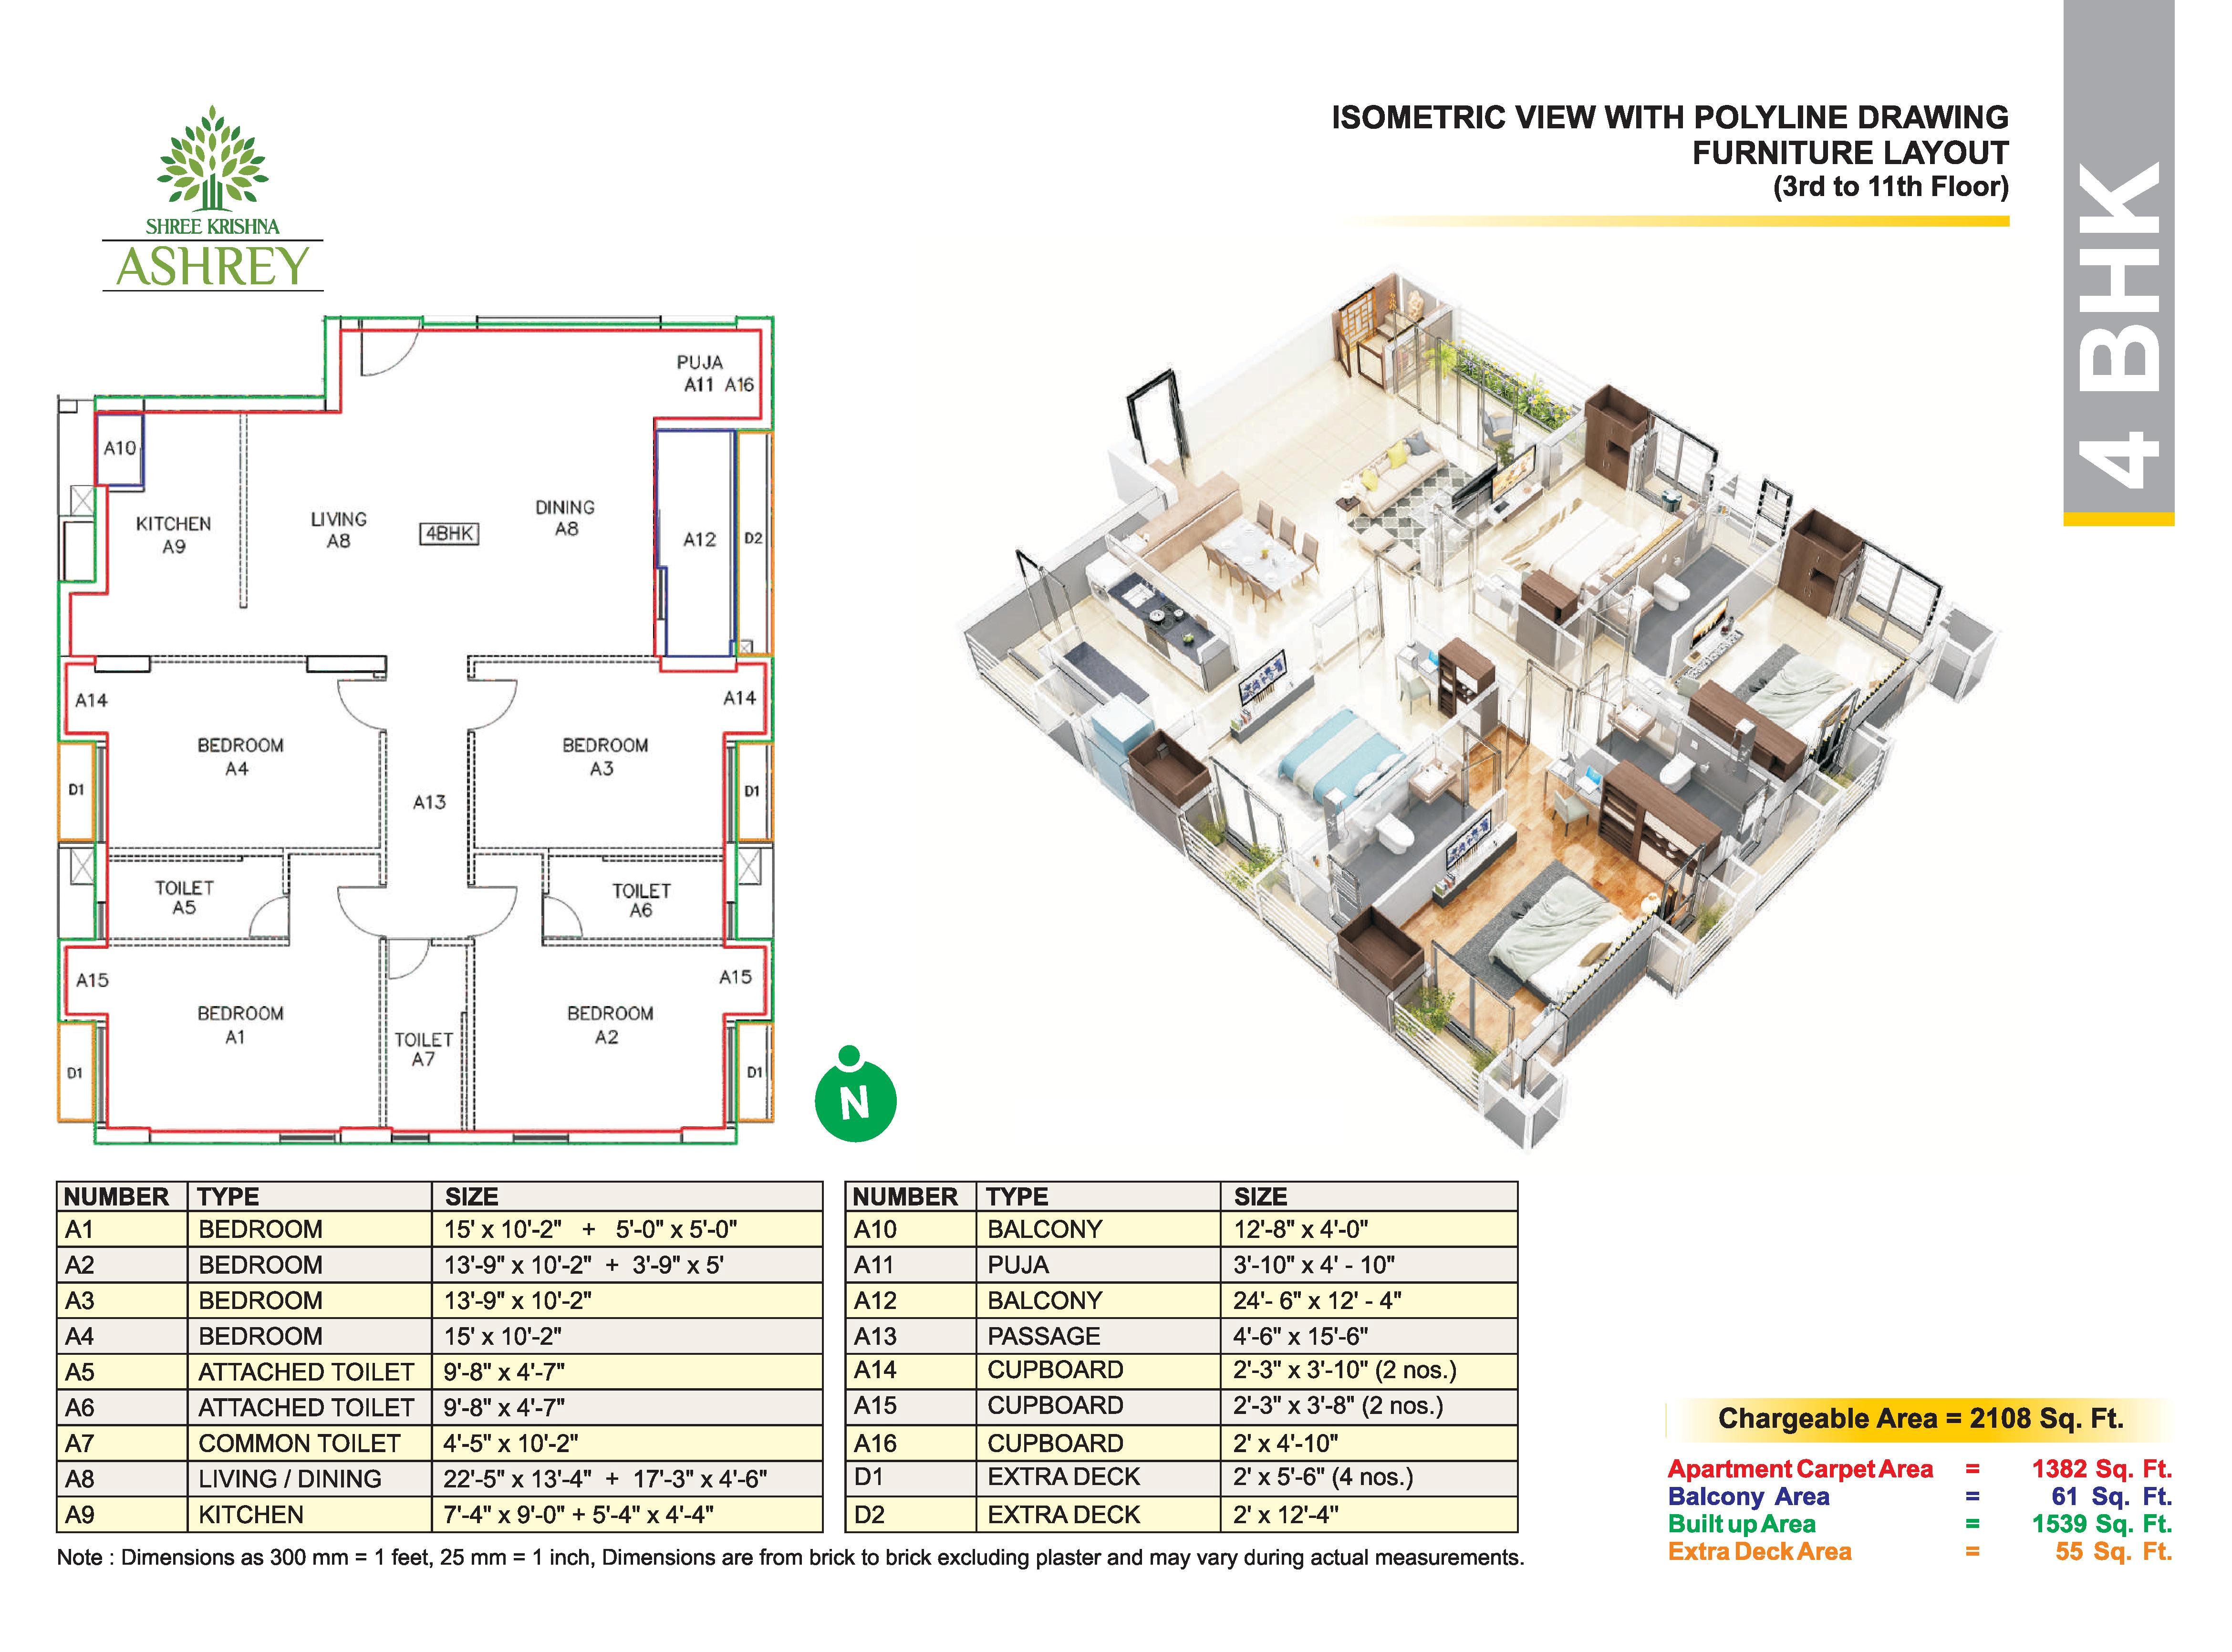 ISOMETRIC VIEW WITH POLYLINE DRAWING
FURNITURE LAYOUT
(3rd to 11th Floor)
4 BHK
SHREE KRISHNA
ASHREY
PUJA
A11 A16
A10
KITCHEN
A9
LIVING
A8
4BHK
DINING
A8
A12
D2
A14
A14
BEDROOM
A4
BEDROOM
A3
D1
D1
A13
TOILET
A5
TOILET
A6
A15
A15
BEDROOM
A1
BEDROOM
A2
TOILET
A7
D1
D1
N
NUMBER TYPE SIZE
A1 BEDROOM 15' x 10'-2" + 5'-0" x 5'-0"
A2 BEDROOM 13'-9" x 10'-2" + 3'-9" x 5'
A3 BEDROOM 13'-9" x 10'-2"
A4 BEDROOM 15' x 10'-2"
A5 ATTACHED TOILET 9'-8" x 4'-7"
A6 ATTACHED TOILET 9'-8" x 4'-7"
A7 COMMON TOILET 4'-5" x 10'-2"
A8 LIVING / DINING 22'-5" x 13'-4" + 17'-3" x 4'-6"
A9 KITCHEN 7'-4" x 9'-0" + 5'-4" x 4'-4"
NUMBER TYPE SIZE
A10 BALCONY 12'-8" x 4'-0"
A11 PUJA 3'-10" x 4' - 10"
A12 BALCONY 24'- 6" x 12' - 4"
A13 PASSAGE 4'-6" x 15'-6"
A14 CUPBOARD 2'-3" x 3'-10" (2 nos.)
A15 CUPBOARD 2'-3" x 3'-8" (2 nos.)
A16 CUPBOARD 2' x 4'-10"
D1 EXTRA DECK 2' x 5'-6" (4 nos.)
D2 EXTRA DECK 2' x 12'-4"
Note : Dimensions as 300 mm = 1 feet, 25 mm = 1 inch, Dimensions are from brick to brick excluding plaster and may vary during actual measurements.
Chargeable Area = 2108 Sq. Ft.
Apartment Carpet Area = 1382 Sq. Ft.
Balcony Area = 61 Sq. Ft.
Built up Area = 1539 Sq. Ft.
Extra Deck Area = 55 Sq. Ft.